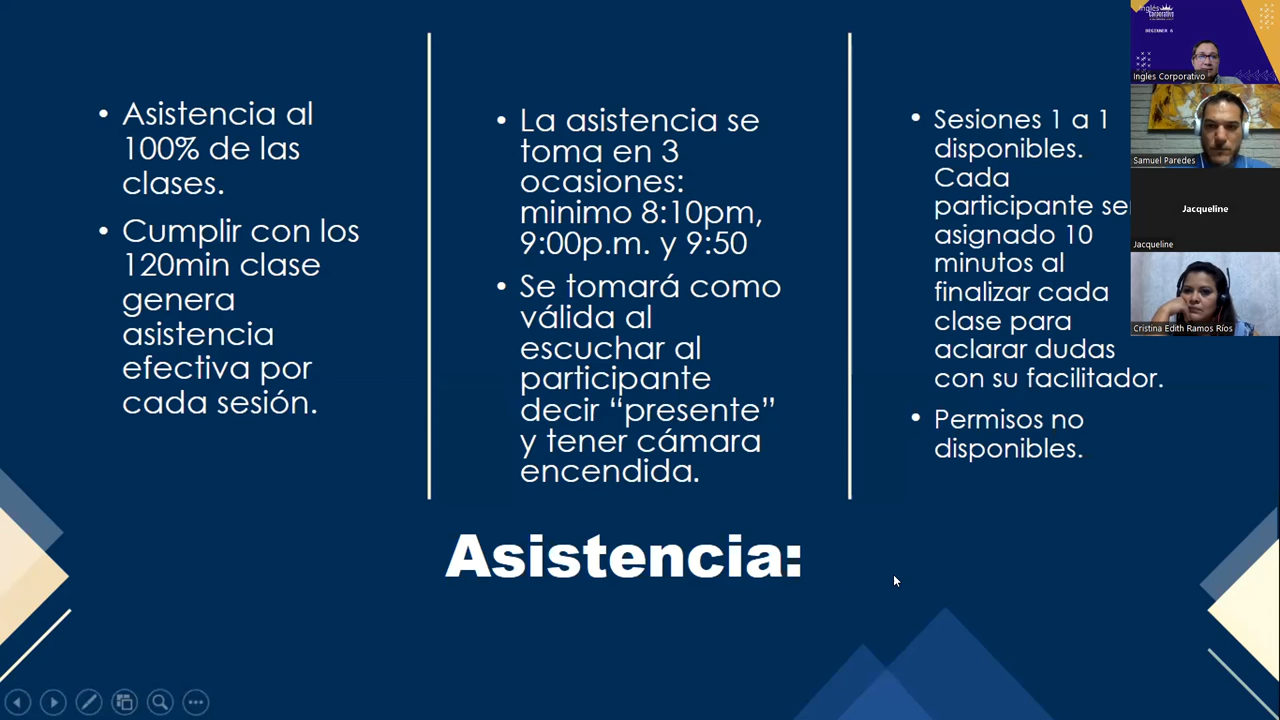 • Asistencia al
100% de las
clases.
• Cumplir con los
120min clase
genera
asistencia
efectiva por
cada sesión.
• La asistencia se
toma en 3
ocasiones:
minimo 8:10pm,
9:00p.m. y 9:50
• Se tomará como
válida al
escuchar al
participante
decir “presente”
y tener cámara
encendida.
• Sesiones 1 a 1
disponibles.
Cada
participante
asignado 10
minutos al
finalizar cada
clase para
aclarar dudas
con su facilitador.
• Permisos no
disponibles.
Asistencia:
Inglés
Corporativo
BEGINNER 6
Ingles Corporativo
Samuel Paredes
Jacqueline
Jacqueline
Cristina Edith Ramos Ríos